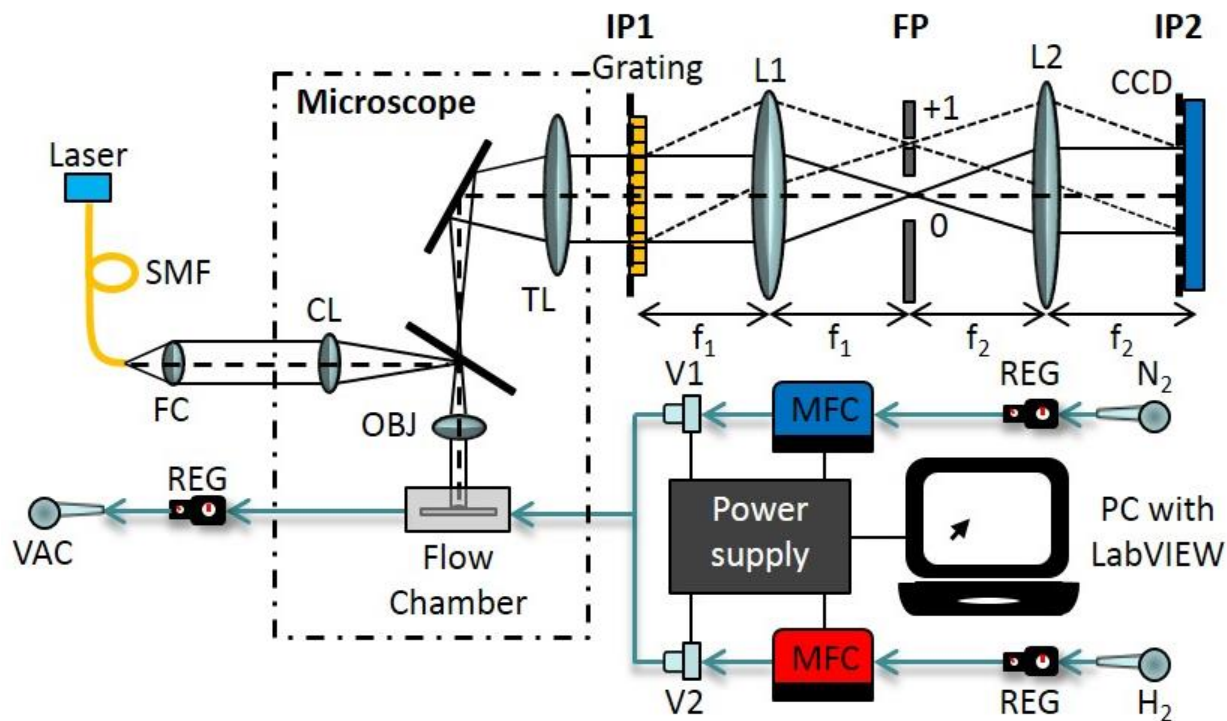 IP1
FP
IP2
Grating
L1
L2
CCD
Microscope
+1
Laser
0
SMF
TL
CL
f₁
f₁
f₂
f₂
FC
V1
REG
N₂
OBJ
MFC
REG
VAC
Power
supply
PC with
LabVIEW
Flow
Chamber
MFC
V2
REG
H₂